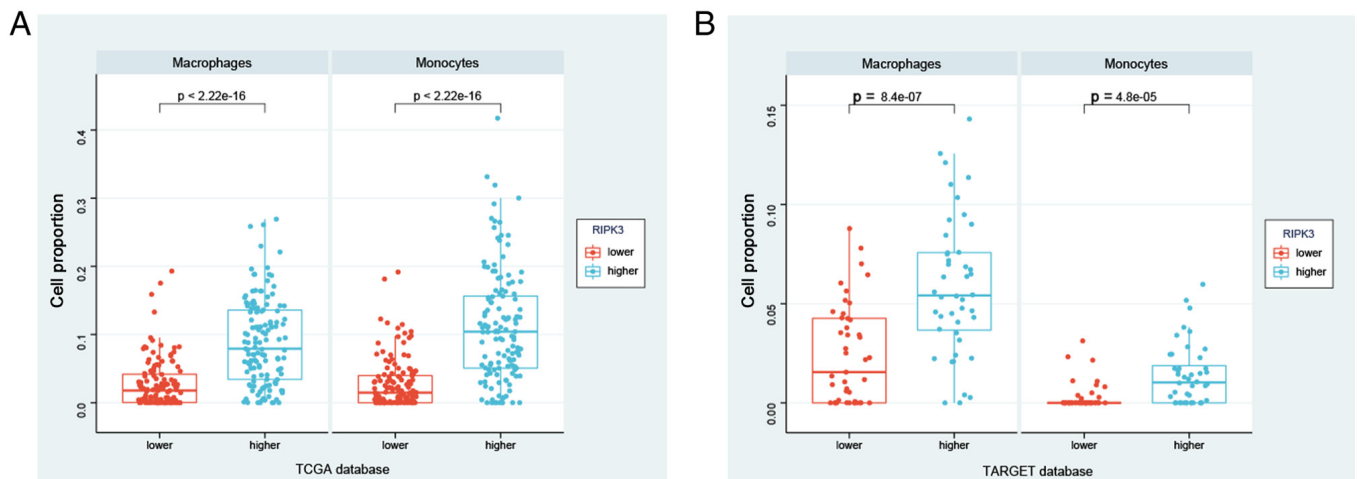 A
Macrophages
Monocytes
p < 2.22e-16
p < 2.22e-16
Cell proportion
0.4
0.3
0.2
0.1
0.0
lower
higher
lower
higher
TCGA database
RIPK3
lower
higher
B
Macrophages
Monocytes
p = 8.4e-07
p = 4.8e-05
Cell proportion
0.15
0.10
0.05
0.00
lower
higher
lower
higher
TARGET database
RIPK3
lower
higher